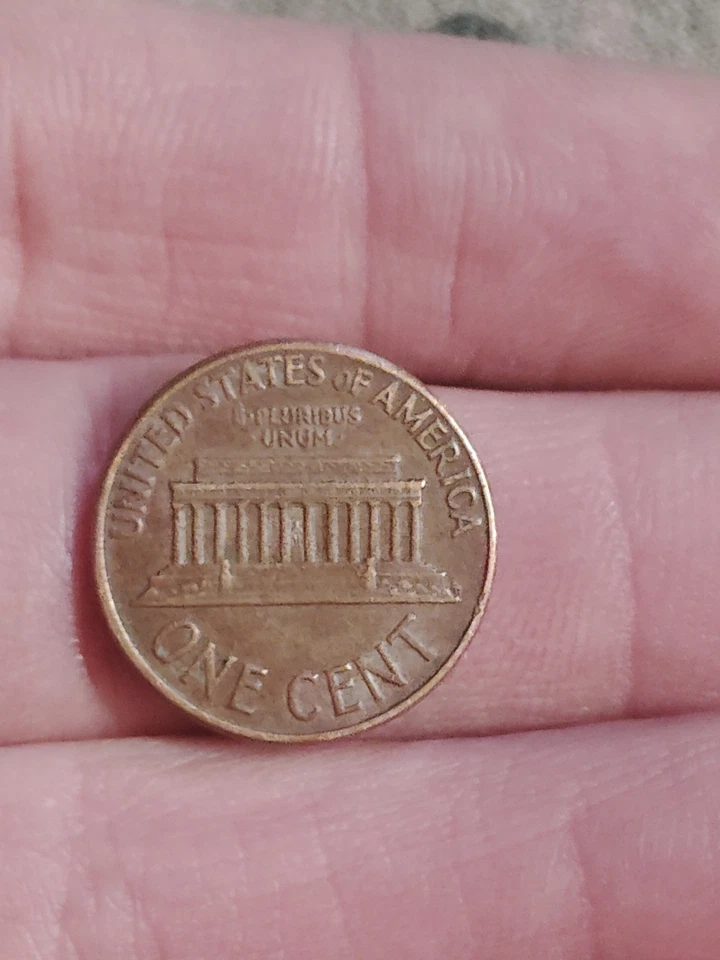 UNITED STATES OF AMERICA
E·PLURIBUS
UNUM
ONE CENT